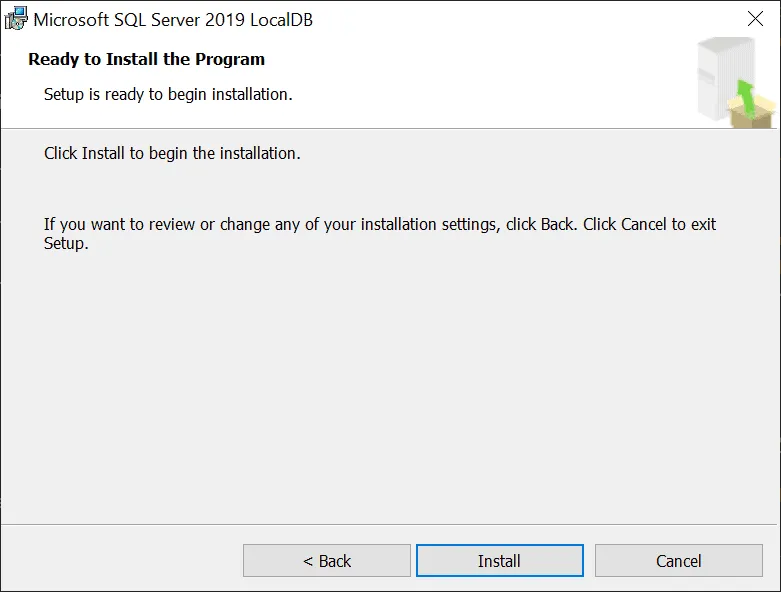 Microsoft SQL Server 2019 LocalDB
Ready to Install the Program
Setup is ready to begin installation.
Click Install to begin the installation.
If you want to review or change any of your installation settings, click Back. Click Cancel to exit
Setup.
< Back
Install
Cancel